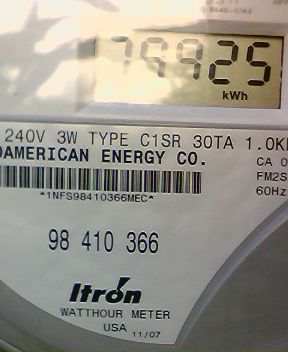 79925
kWh
240V 3W TYPE C1SR 30TA 1.0K
AMERICAN ENERGY CO.
CA 0
FM2S
60Hz
*1NFS98410366MEC*
98 410 366
Itron
WATTHOUR METER
USA 11/07